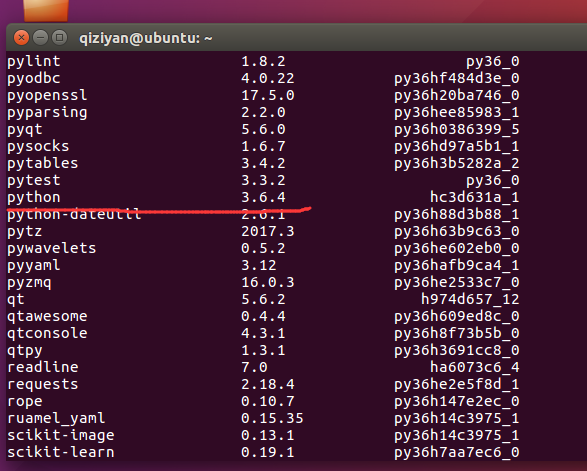 qiziyan@ubuntu: ~
pylint 1.8.2 py36_0
pyodbc 4.0.22 py36hf484d3e_0
pyopenssl 17.5.0 py36h20ba746_0
pyparsing 2.2.0 py36hee85983_1
pyqt 5.6.0 py36h0386399_5
pysocks 1.6.7 py36hd97a5b1_1
pytables 3.4.2 py36h3b5282a_2
pytest 3.3.2 py36_0
python 3.6.4 hc3d631a_1
python-dateutil 2.6.1 py36h88d3b88_1
pytz 2017.3 py36h63b9c63_0
pywavelets 0.5.2 py36he602eb0_0
pyyaml 3.12 py36hafb9ca4_1
pyzmq 16.0.3 py36he2533c7_0
qt 5.6.2 h974d657_12
qtawesome 0.4.4 py36h609ed8c_0
qtconsole 4.3.1 py36h8f73b5b_0
qtpy 1.3.1 py36h3691cc8_0
readline 7.0 ha6073c6_4
requests 2.18.4 py36he2e5f8d_1
rope 0.10.7 py36h147e2ec_0
ruamel_yaml 0.15.35 py36h14c3975_1
scikit-image 0.13.1 py36h14c3975_1
scikit-learn 0.19.1 py36h7aa7ec6_0